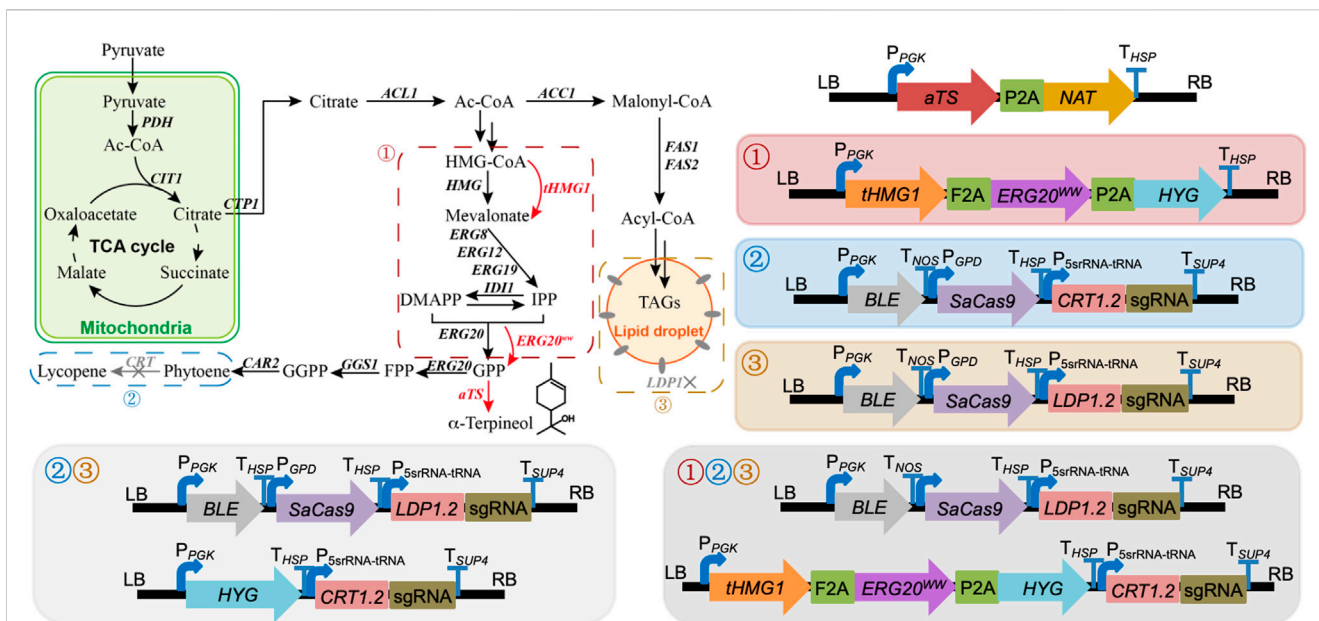 Pyruvate
Pyruvate
PDH
Ac-CoA
CIT1
Oxaloacetate
Citrate
CTP1
TCA cycle
Malate
Succinate
Mitochondria
Citrate
ACL1
Ac-CoA
ACC1
Malonyl-CoA
①
HMG-CoA
HMG
tHMG1
Mevalonate
ERG8
ERG12
ERG19
IDI1
DMAPP
IPP
ERG20
ERG20ww
FAS1
FAS2
Acyl-CoA
TAGs
Lipid droplet
LDP1
③
Lycopene
CRT
Phytoene
②
CAR2
GGPP
GGS1
FPP
ERG20
GPP
aTS
α-Terpineol
OH
LB
PPGK
aTS
P2A
NAT
THSP
RB
①
LB
PPGK
tHMG1
F2A
ERG20WW
P2A
HYG
THSP
RB
②
LB
PPGK
BLE
TNOS
PGPD
SaCas9
THSP
P5srRNA-tRNA
CRT1.2
sgRNA
TSUP4
RB
③
LB
PPGK
BLE
TNOS
PGPD
SaCas9
THSP
P5srRNA-tRNA
LDP1.2
sgRNA
TSUP4
RB
②③
LB
PPGK
BLE
THSP
PGPD
SaCas9
THSP
P5srRNA-tRNA
LDP1.2
sgRNA
TSUP4
RB
LB
PPGK
HYG
THSP
P5srRNA-tRNA
CRT1.2
sgRNA
TSUP4
RB
①②③
LB
PPGK
BLE
TNOS
SaCas9
THSP
P5srRNA-tRNA
LDP1.2
sgRNA
TSUP4
RB
LB
PPGK
tHMG1
F2A
ERG20WW
P2A
HYG
THSP
P5srRNA-tRNA
CRT1.2
sgRNA
TSUP4
RB